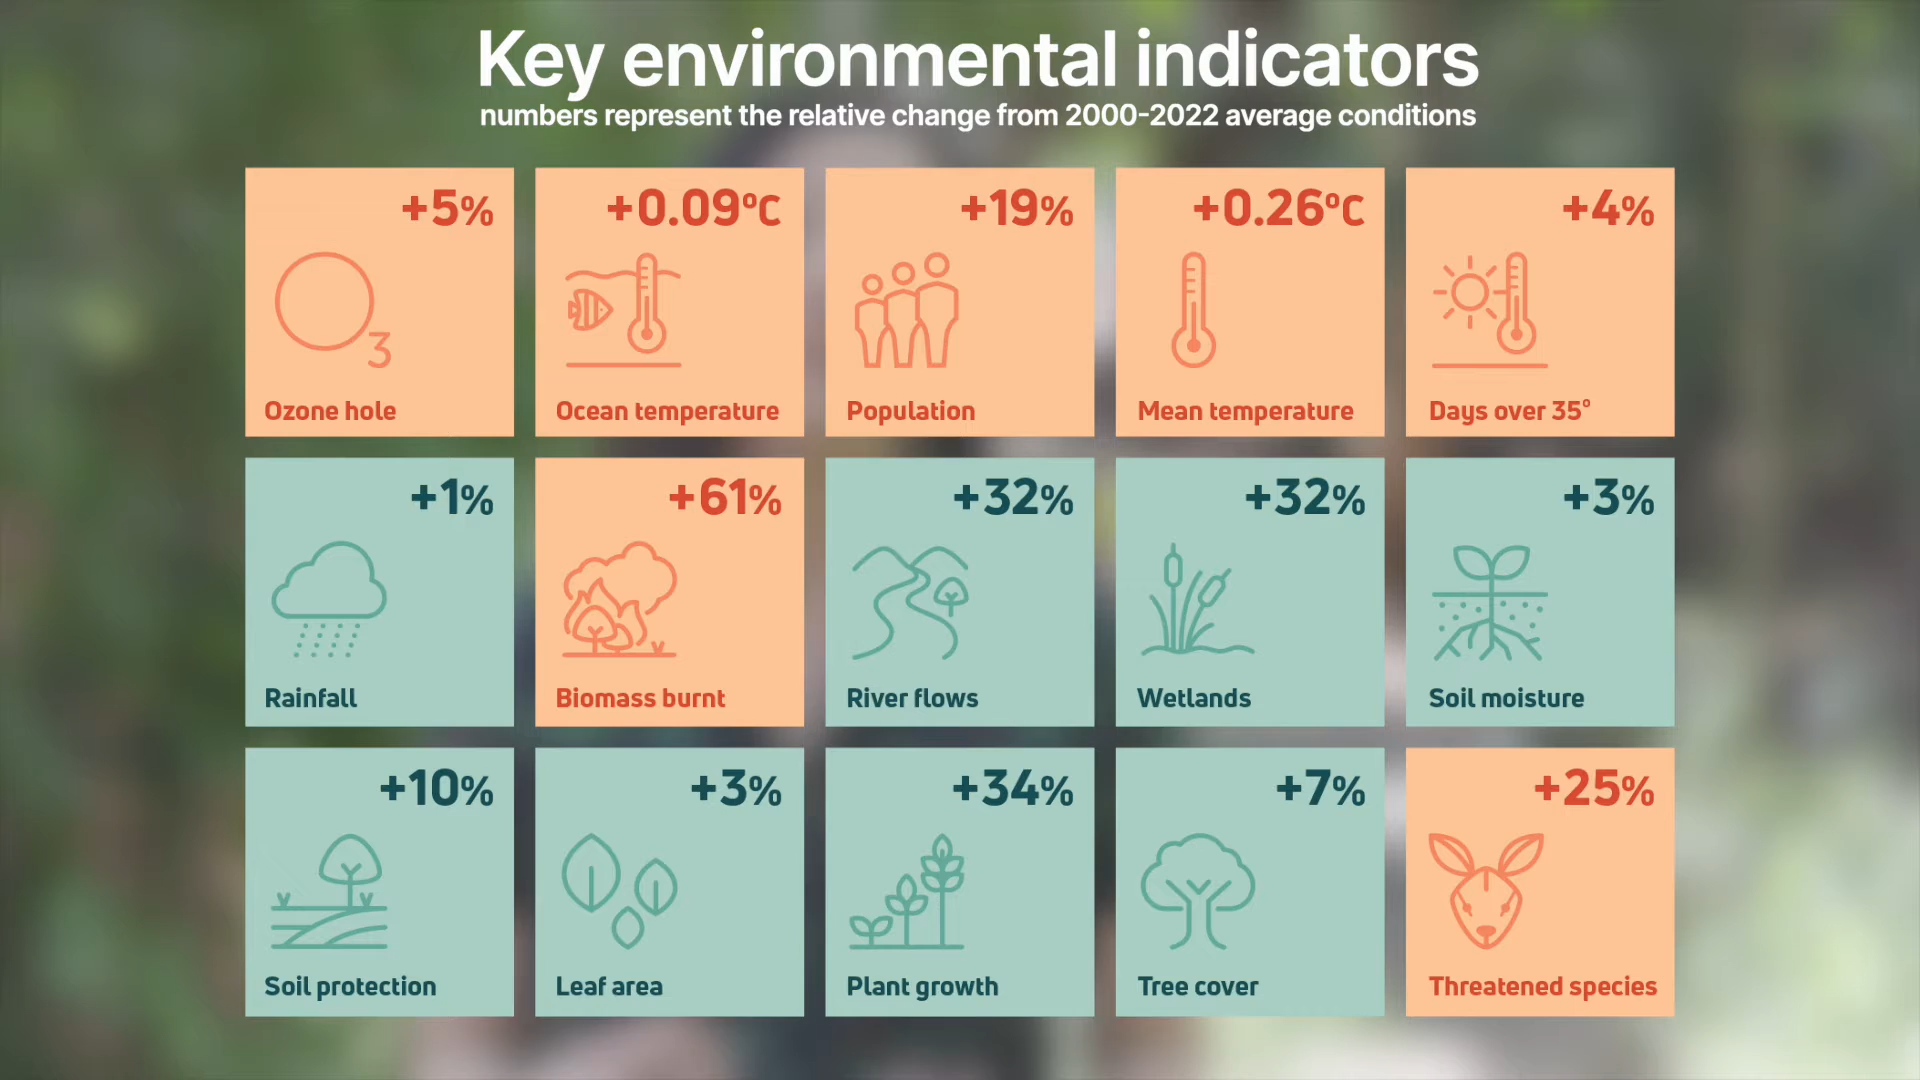 Key environmental indicators
numbers represent the relative change from 2000-2022 average conditions
+5%
O3
Ozone hole
+0.09°C
Ocean temperature
+19%
Population
+0.26°C
Mean temperature
+4%
Days over 35°
+1%
Rainfall
+61%
Biomass burnt
+32%
River flows
+32%
Wetlands
+3%
Soil moisture
+10%
Soil protection
+3%
Leaf area
+34%
Plant growth
+7%
Tree cover
+25%
Threatened species